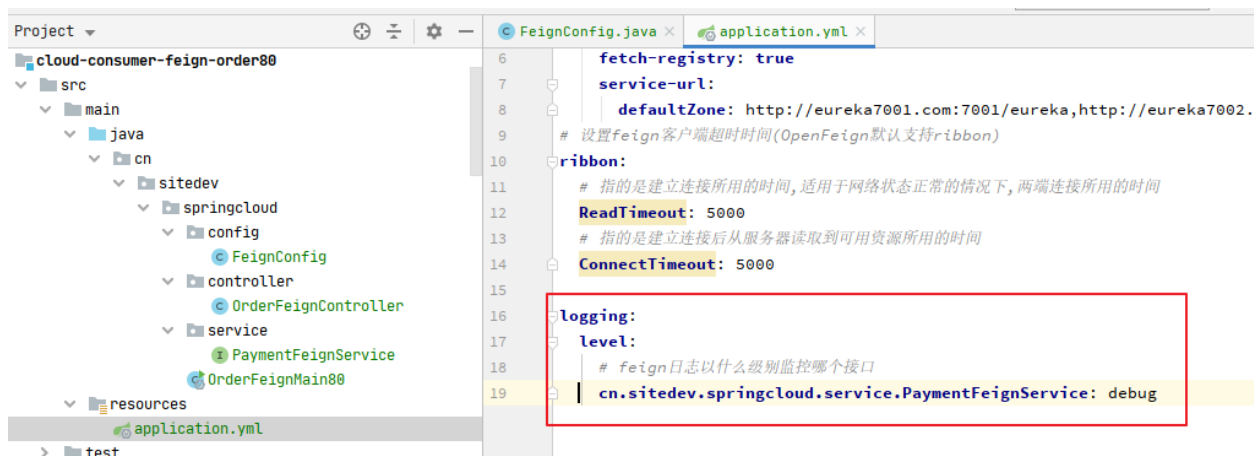 Project
cloud-consumer-feign-order80
src
main
java
cn
sitedev
springcloud
config
FeignConfig
controller
OrderFeignController
service
PaymentFeignService
OrderFeignMain80
resources
application.yml
test
FeignConfig.java
application.yml
6 fetch-registry: true
7 service-url:
8 defaultZone: http://eureka7001.com:7001/eureka,http://eureka7002.
9 # 设置feign客户端超时时间(OpenFeign默认支持ribbon)
10 ribbon:
11 # 指的是建立连接所用的时间,适用于网络状态正常的情况下,两端连接所用的时间
12 ReadTimeout: 5000
13 # 指的是建立连接后从服务器读取到可用资源所用的时间
14 ConnectTimeout: 5000
15
16 logging:
17 level:
18 # feign日志以什么级别监控哪个接口
19 cn.sitedev.springcloud.service.PaymentFeignService: debug